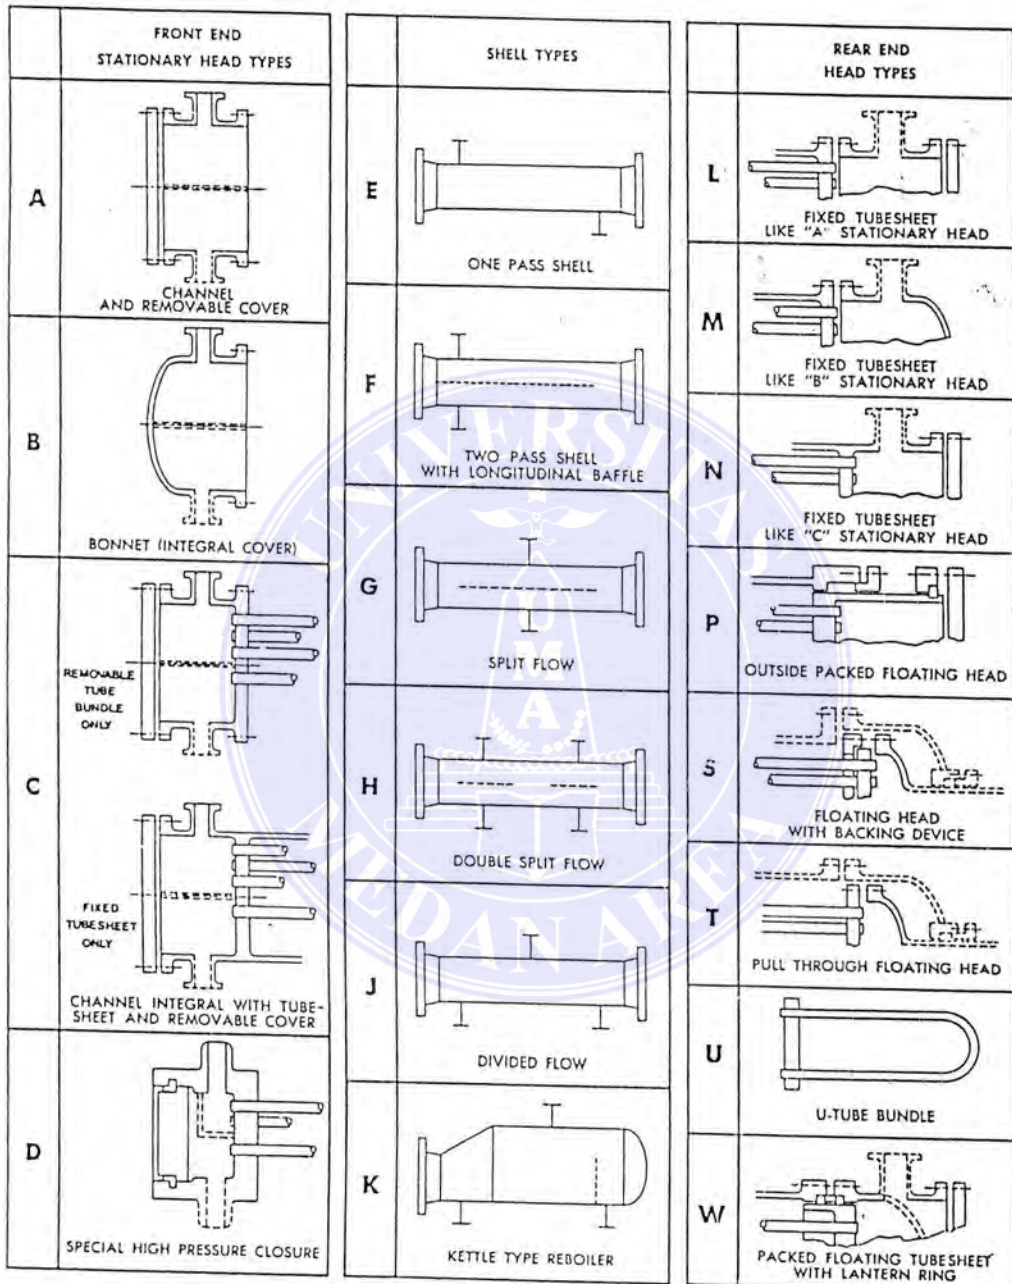 FRONT END
STATIONARY HEAD TYPES
A
CHANNEL
AND REMOVABLE COVER
B
BONNET (INTEGRAL COVER)
C
REMOVABLE
TUBE
BUNDLE
ONLY
FIXED
TUBESHEET
ONLY
CHANNEL INTEGRAL WITH TUBE-
SHEET AND REMOVABLE COVER
D
SPECIAL HIGH PRESSURE CLOSURE
SHELL TYPES
E
ONE PASS SHELL
F
TWO PASS SHELL
WITH LONGITUDINAL BAFFLE
G
SPLIT FLOW
H
DOUBLE SPLIT FLOW
J
DIVIDED FLOW
K
KETTLE TYPE REBOILER
REAR END
HEAD TYPES
L
FIXED TUBESHEET
LIKE "A" STATIONARY HEAD
M
FIXED TUBESHEET
LIKE "B" STATIONARY HEAD
N
FIXED TUBESHEET
LIKE "C" STATIONARY HEAD
P
OUTSIDE PACKED FLOATING HEAD
S
FLOATING HEAD
WITH BACKING DEVICE
T
PULL THROUGH FLOATING HEAD
U
U-TUBE BUNDLE
W
PACKED FLOATING TUBESHEET
WITH LANTERN RING
UNIVERSITAS
MEDAN AREA
U
M
A